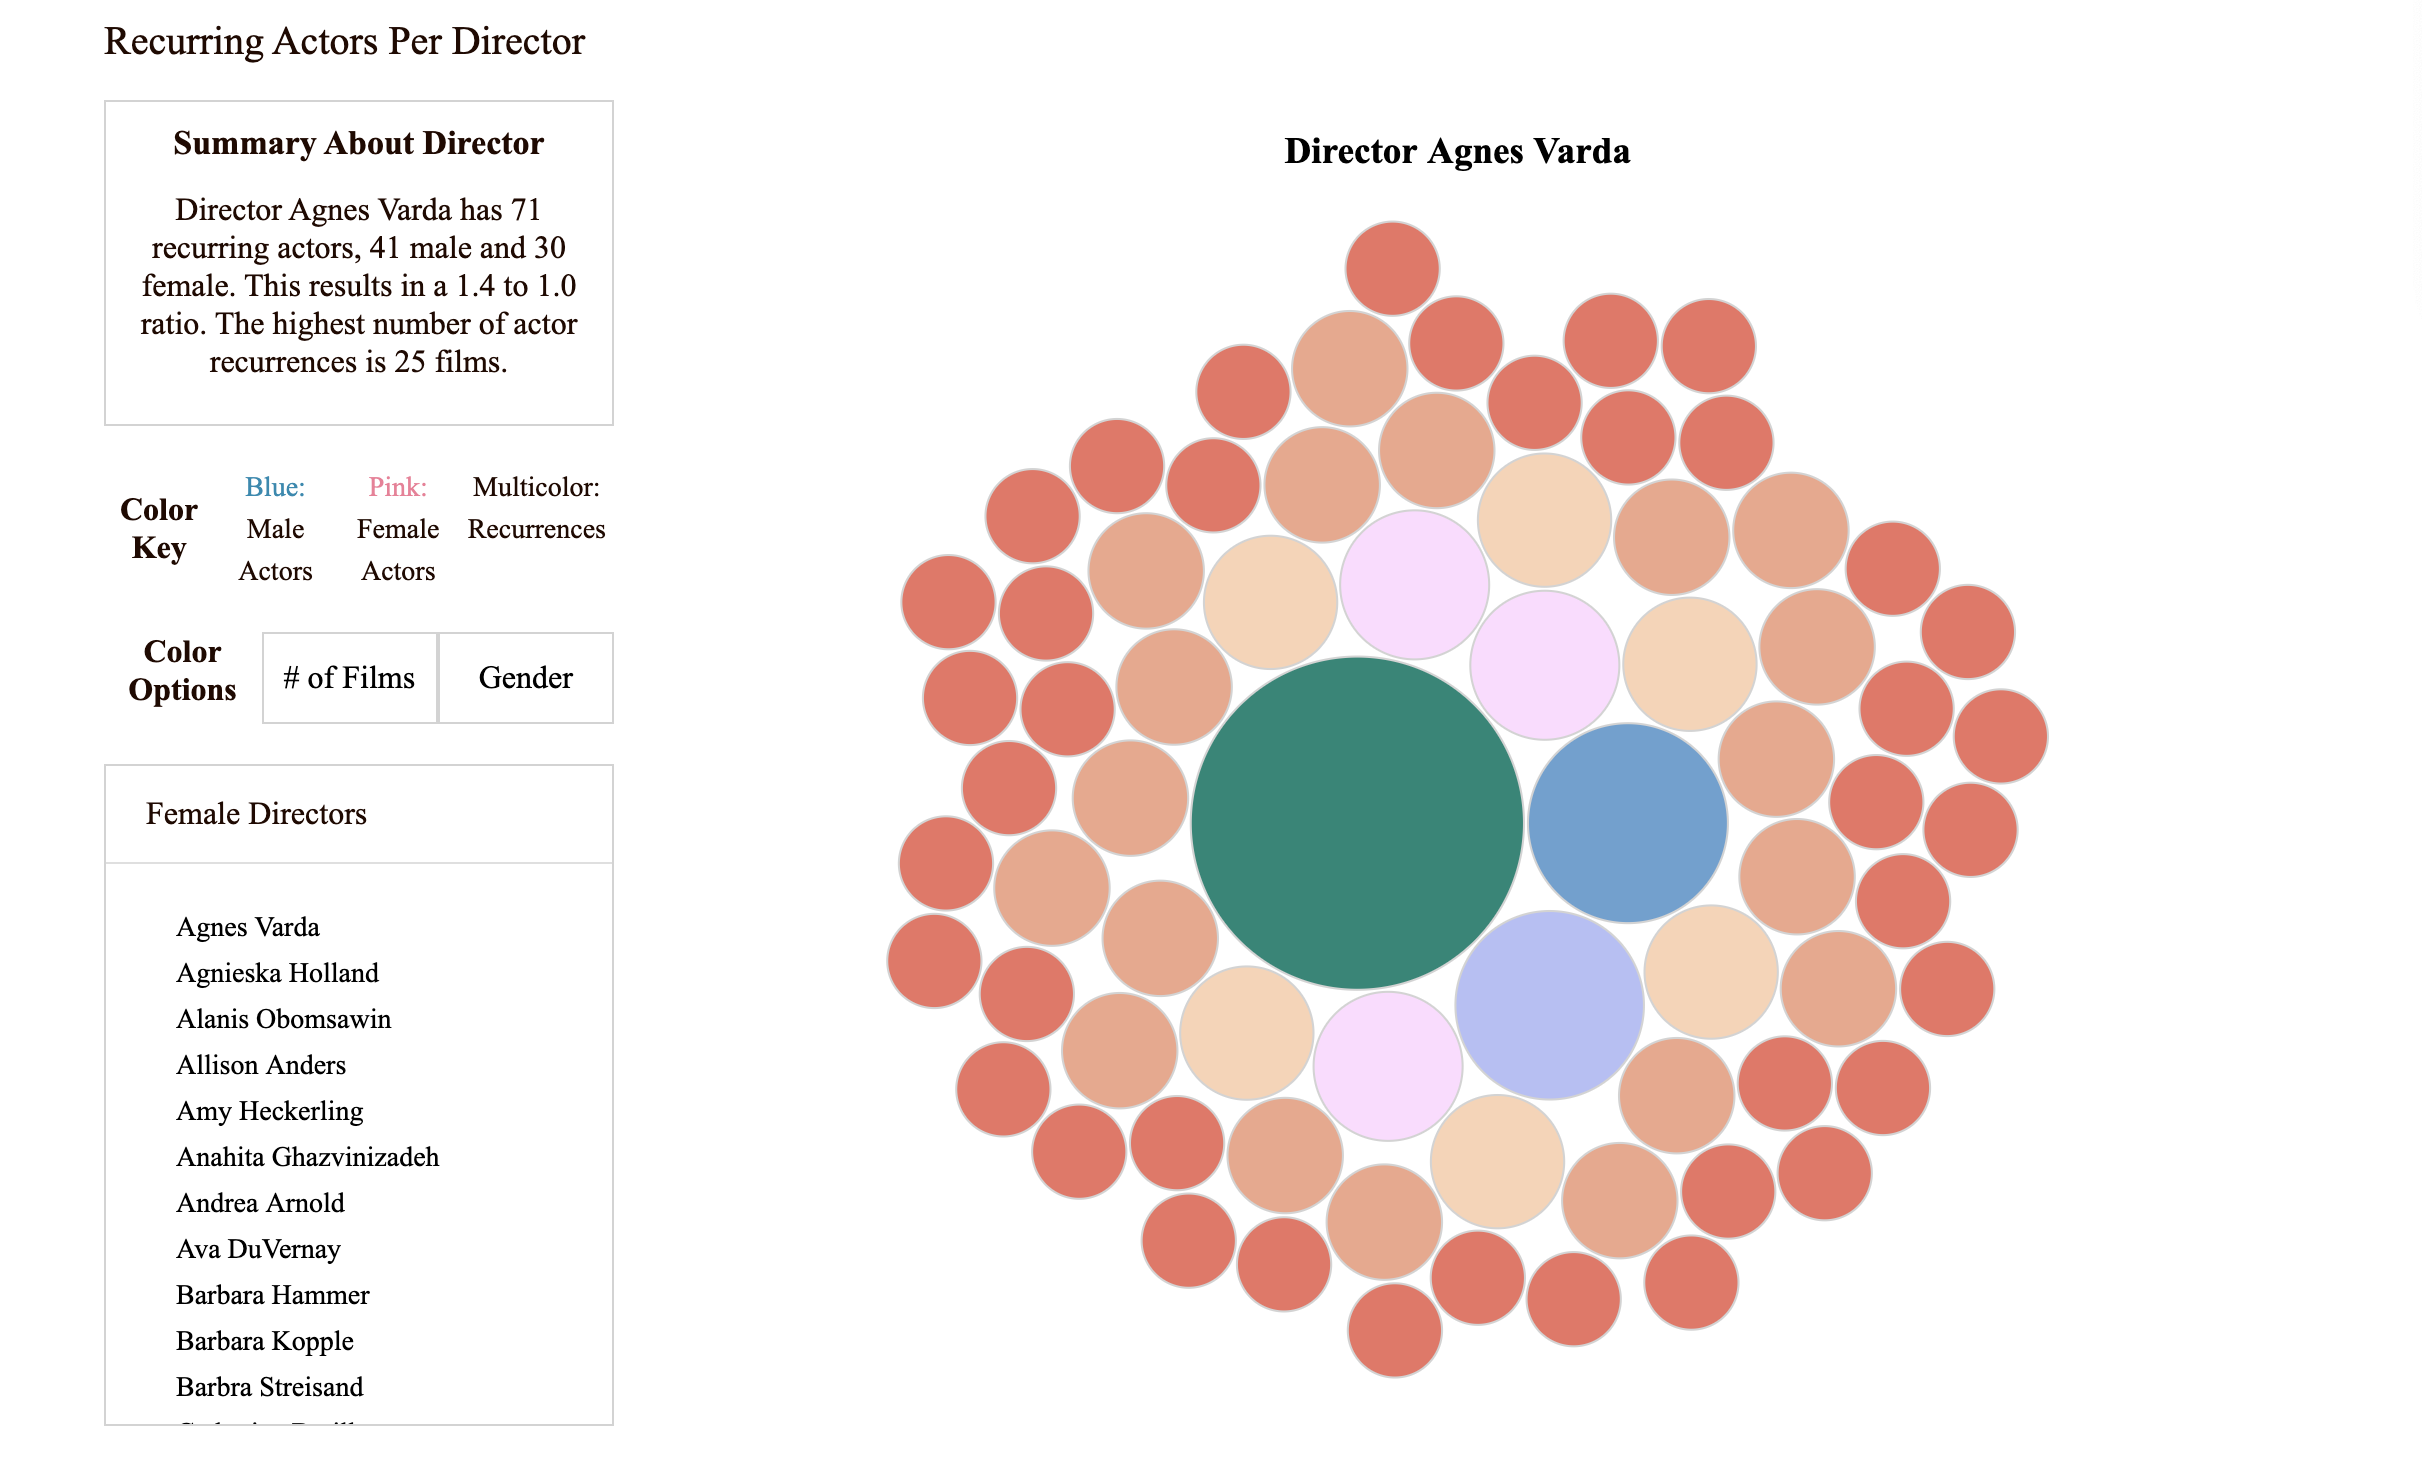 Recurring Actors Per Director
Summary About Director
Director Agnes Varda has 71
recurring actors, 41 male and 30
female. This results in a 1.4 to 1.0
ratio. The highest number of actor
recurrences is 25 films.
Color
Key
Blue:
Male
Actors
Pink:
Female
Actors
Multicolor:
Recurrences
Color
Options
# of Films
Gender
Female Directors
Agnes Varda
Agnieska Holland
Alanis Obomsawin
Allison Anders
Amy Heckerling
Anahita Ghazvinizadeh
Andrea Arnold
Ava DuVernay
Barbara Hammer
Barbara Kopple
Barbra Streisand
Director Agnes Varda